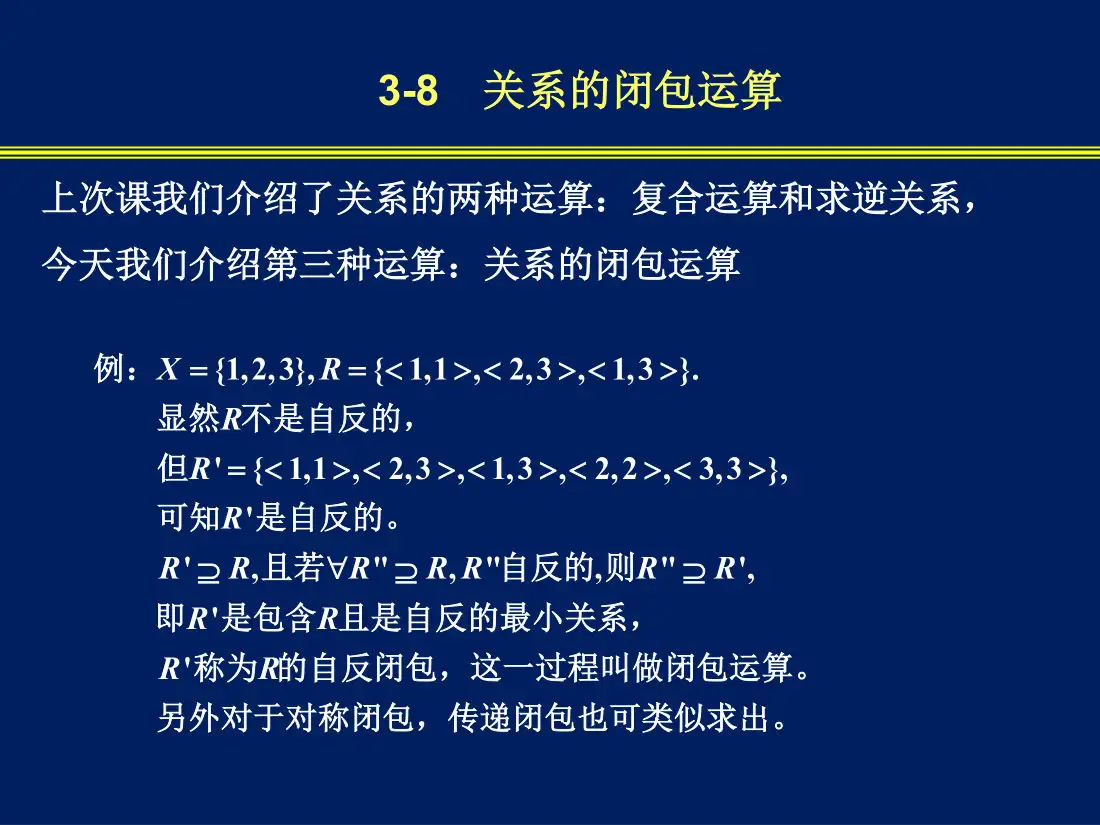 3-8 关系的闭包运算
上次课我们介绍了关系的两种运算：复合运算和求逆关系，
今天我们介绍第三种运算：关系的闭包运算
例：X = {1,2,3}, R = {< 1,1 >, < 2,3 >, < 1,3 >}.
显然R不是自反的，
但R' = {< 1,1 >, < 2,3 >, < 1,3 >, < 2,2 >, < 3,3 >},
可知R'是自反的。
R' ⊇ R,且若∀R" ⊇ R, R"自反的,则R" ⊇ R',
即R'是包含R且是自反的最小关系，
R'称为R的自反闭包，这一过程叫做闭包运算。
另外对于对称闭包，传递闭包也可类似求出。